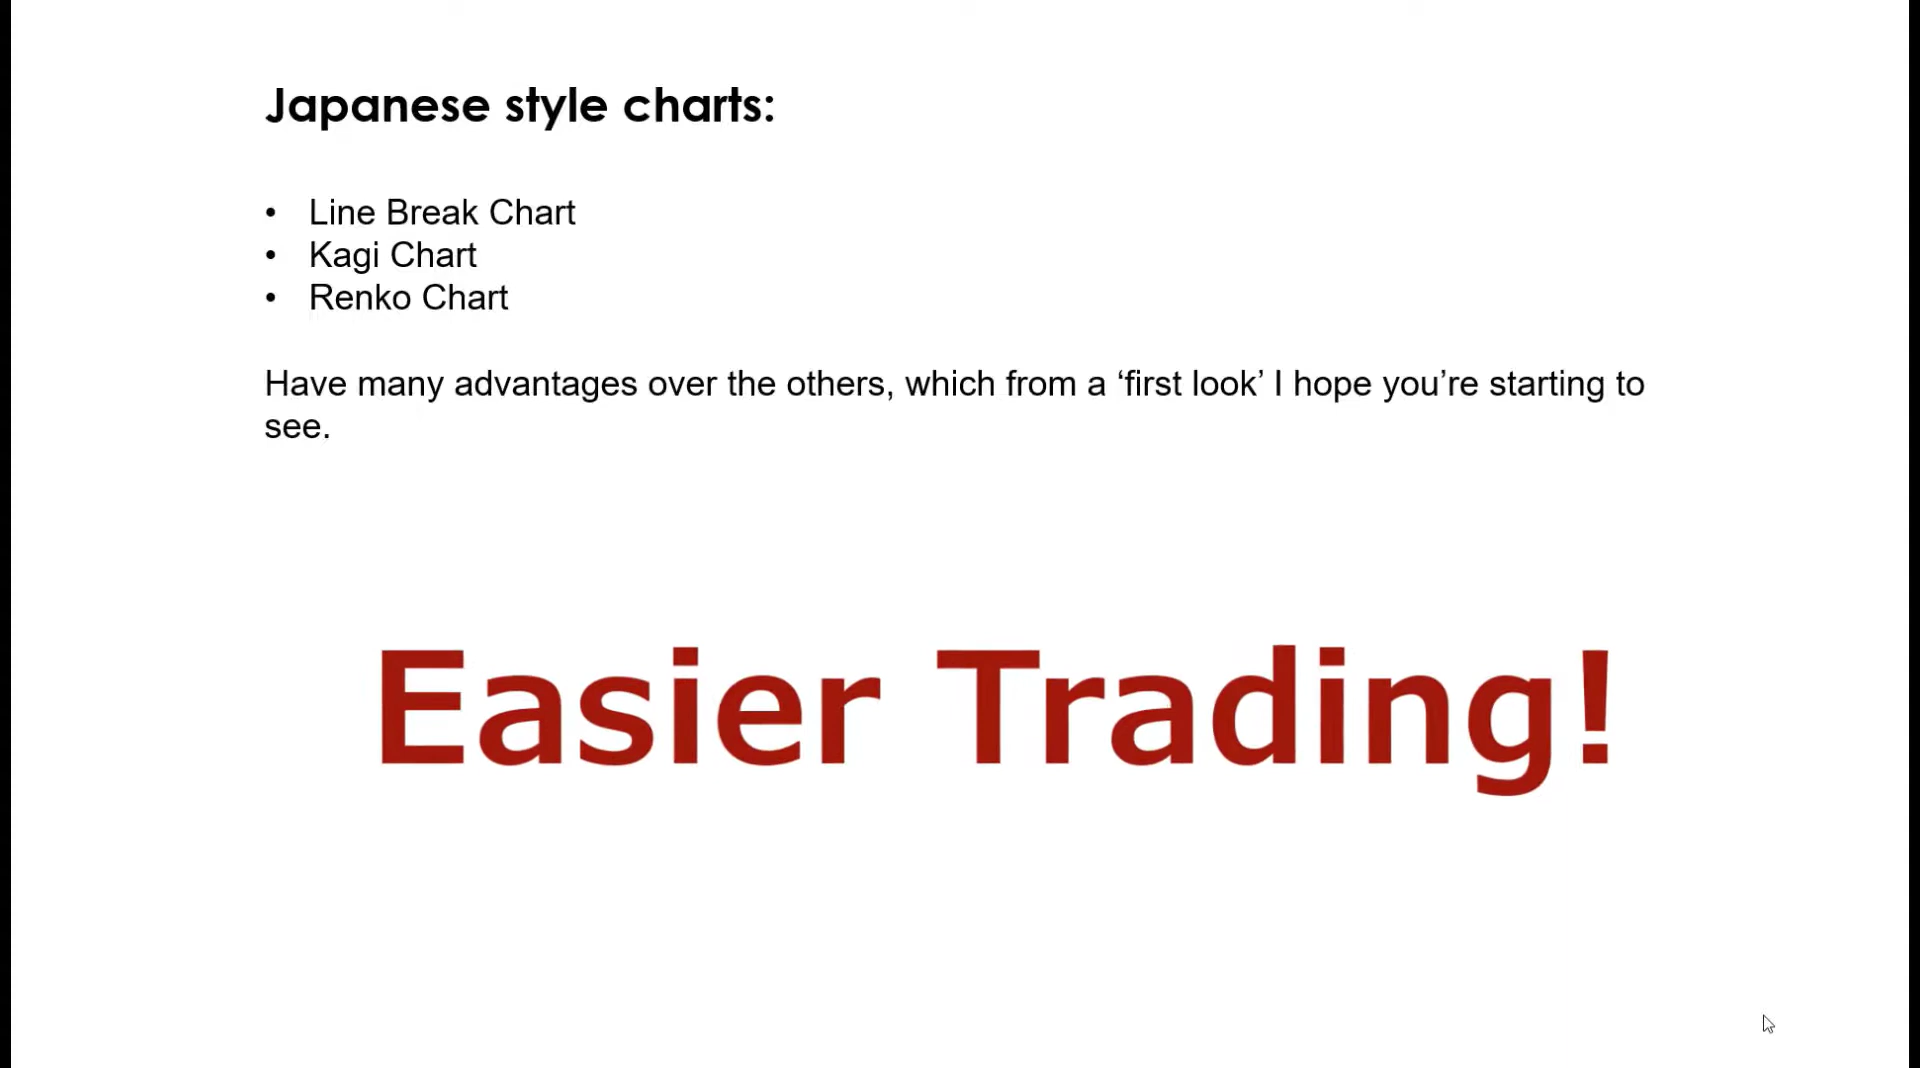 Japanese style charts:
• Line Break Chart
• Kagi Chart
• Renko Chart
Have many advantages over the others, which from a ‘first look’ I hope you’re starting to
see.
Easier Trading!